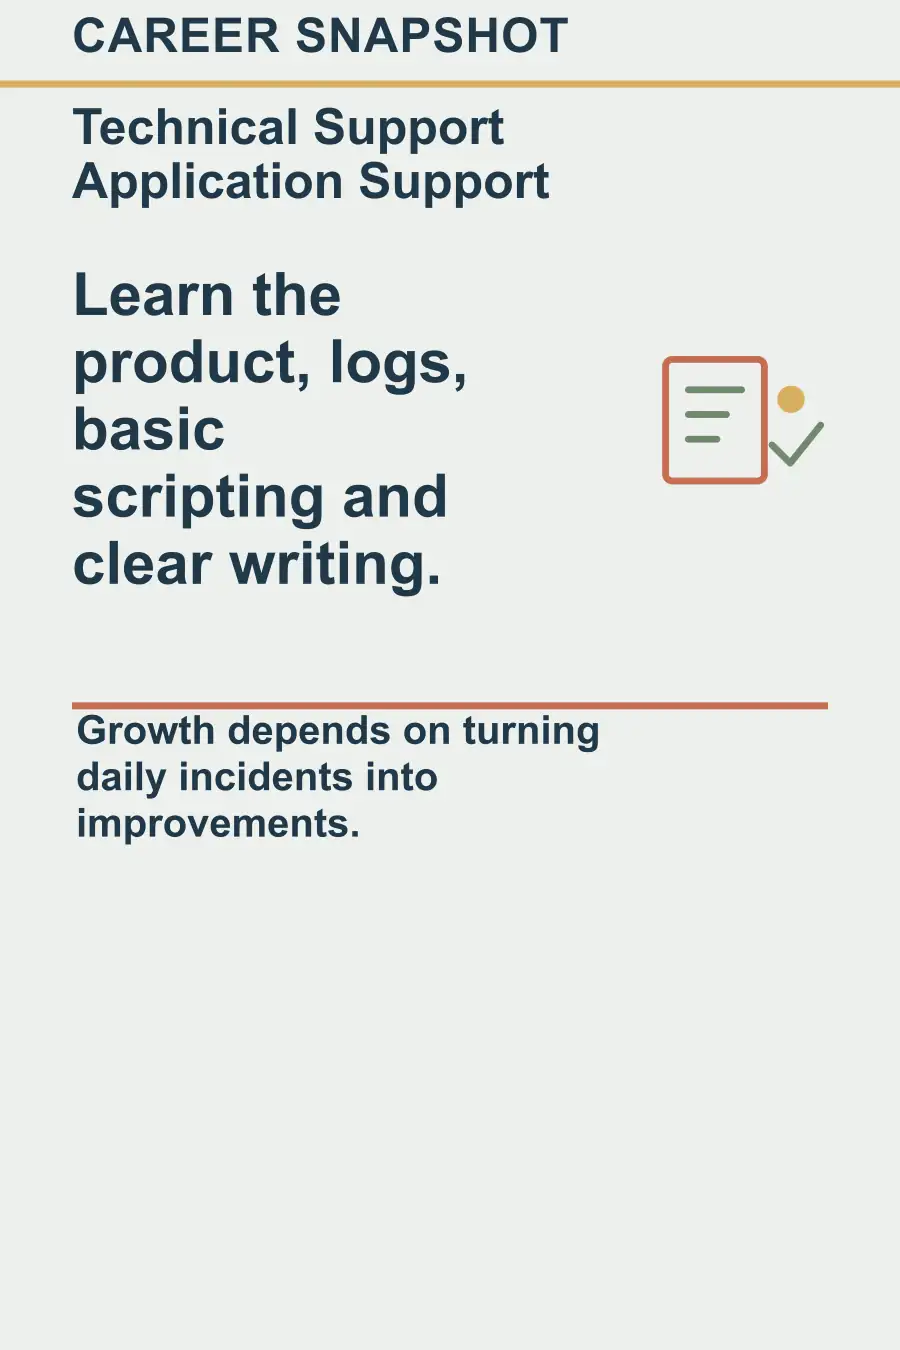 CAREER SNAPSHOT
Technical Support
Application Support
Learn the
product, logs,
basic
scripting and
clear writing.
Growth depends on turning
daily incidents into
improvements.